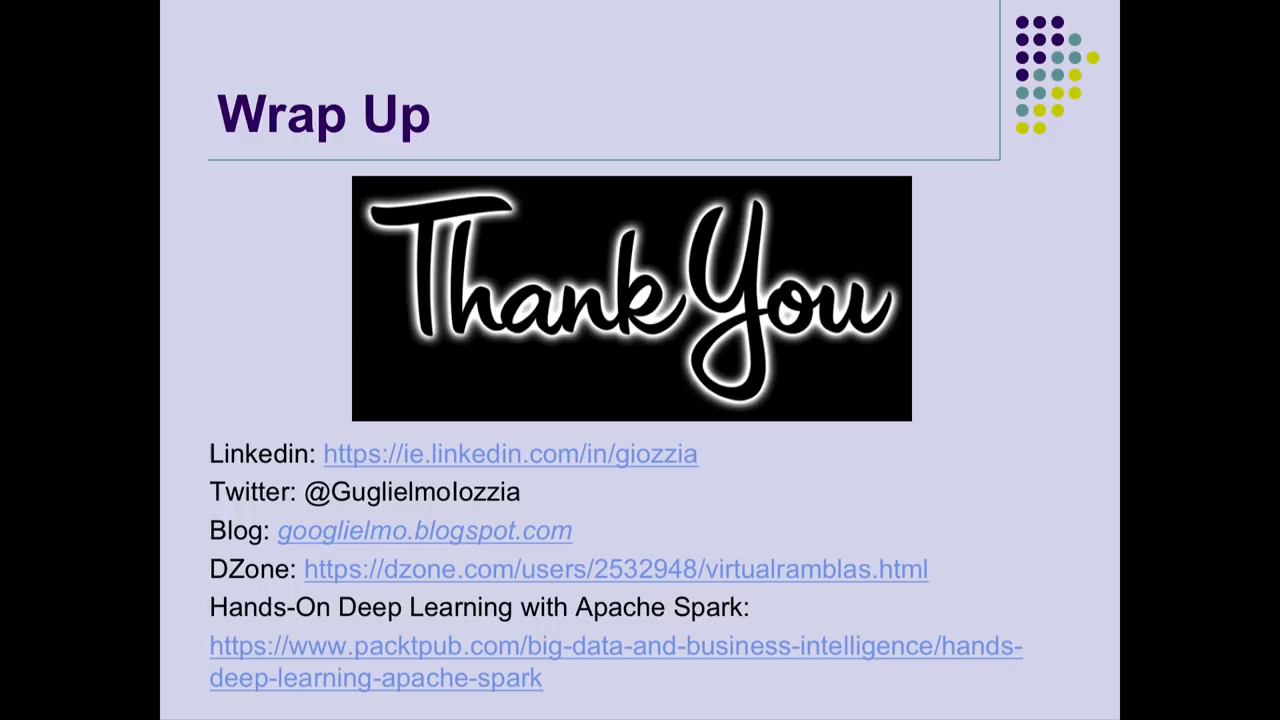 Wrap Up
Thank You
Linkedin: https://ie.linkedin.com/in/giozzia
Twitter: @GuglielmoIozzia
Blog: googlielmo.blogspot.com
DZone: https://dzone.com/users/2532948/virtualramblas.html
Hands-On Deep Learning with Apache Spark:
https://www.packtpub.com/big-data-and-business-intelligence/hands-
deep-learning-apache-spark